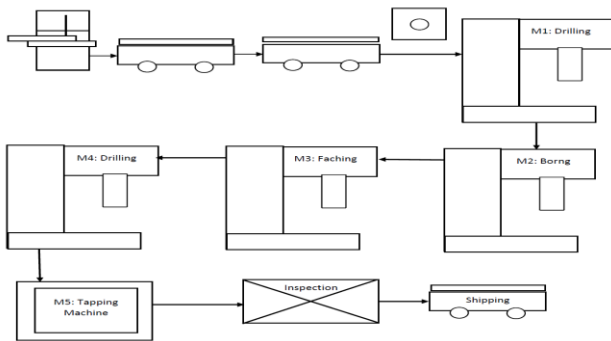 M1: Drilling
M4: Drilling
M3: Faching
M2: Borng
M5: Tapping
Machine
Inspection
Shipping